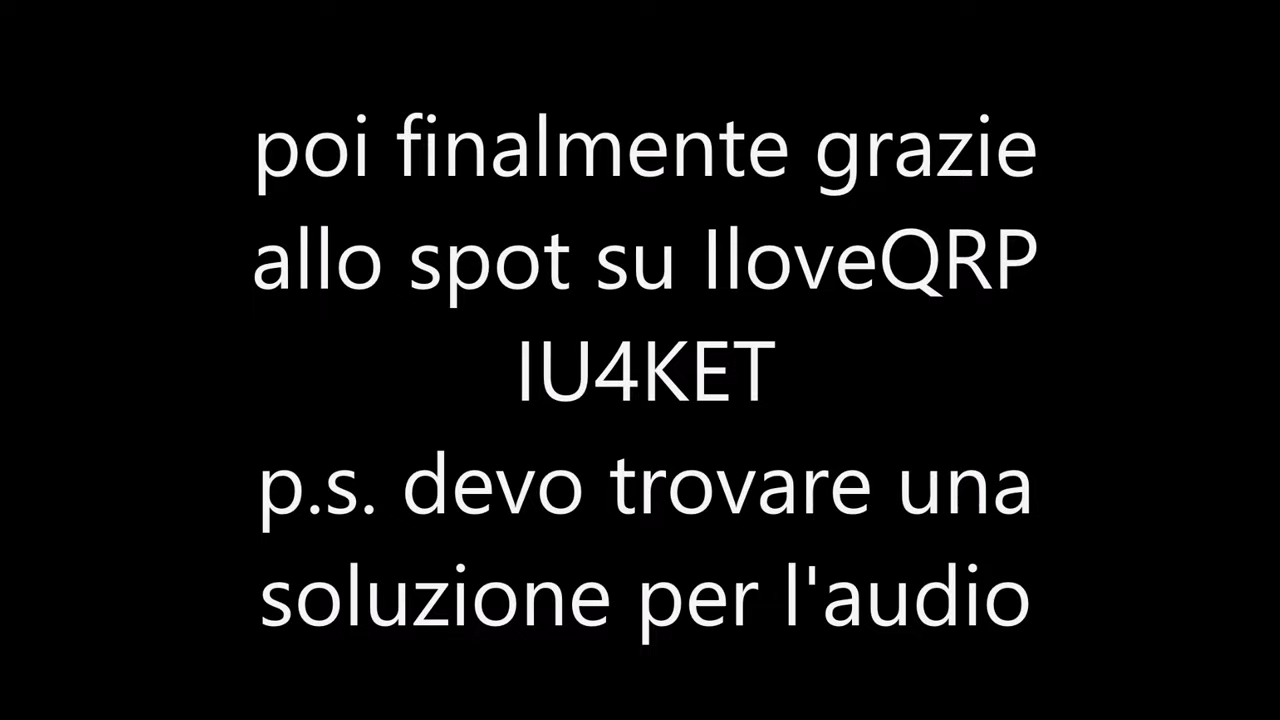 poi finalmente grazie
allo spot su IloveQRP
IU4KET
p.s. devo trovare una
soluzione per l'audio